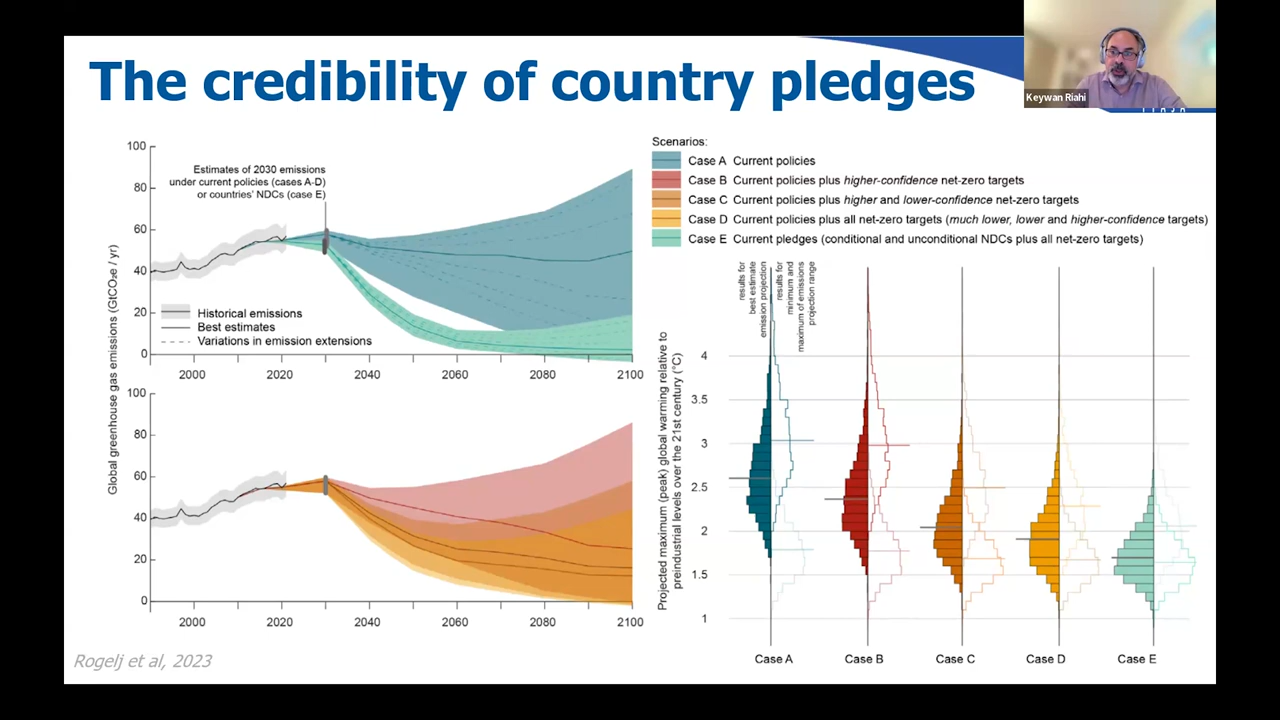 The credibility of country pledges
Keywan Riahi
Scenarios:
Case A Current policies
Case B Current policies plus higher-confidence net-zero targets
Case C Current policies plus higher and lower-confidence net-zero targets
Case D Current policies plus all net-zero targets (much lower, lower and higher-confidence targets)
Case E Current pledges (conditional and unconditional NDCs plus all net-zero targets)
Global greenhouse gas emissions (GtCO₂e / yr)
100
80
60
40
20
0
Estimates of 2030 emissions
under current policies (cases A-D)
or countries' NDCs (case E)
Historical emissions
Best estimates
Variations in emission extensions
2000
2020
2040
2060
2080
2100
100
80
60
40
20
0
2000
2020
2040
2060
2080
2100
results for
best estimate
emission projection
results for
minimum and
maximum of emissions
projection range
Projected maximum (peak) global warming relative to
preindustrial levels over the 21st century (°C)
4
3.5
3
2.5
2
1.5
1
Case A
Case B
Case C
Case D
Case E
Rogelj et al, 2023